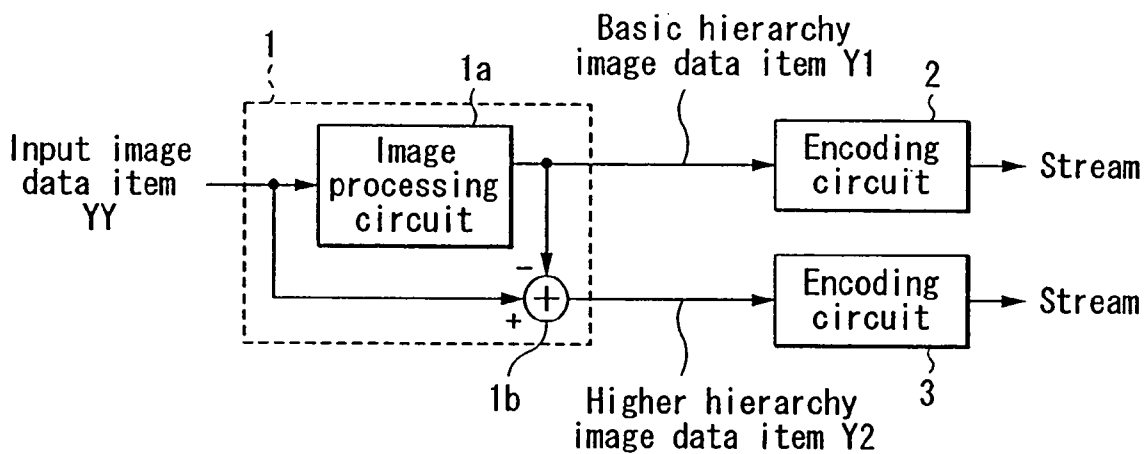 1
1a
Basic hierarchy
image data item Y1
2
Input image
data item
YY
Image
processing
circuit
Encoding
circuit
Stream
−
+
+
1b
Encoding
circuit
Stream
3
Higher hierarchy
image data item Y2